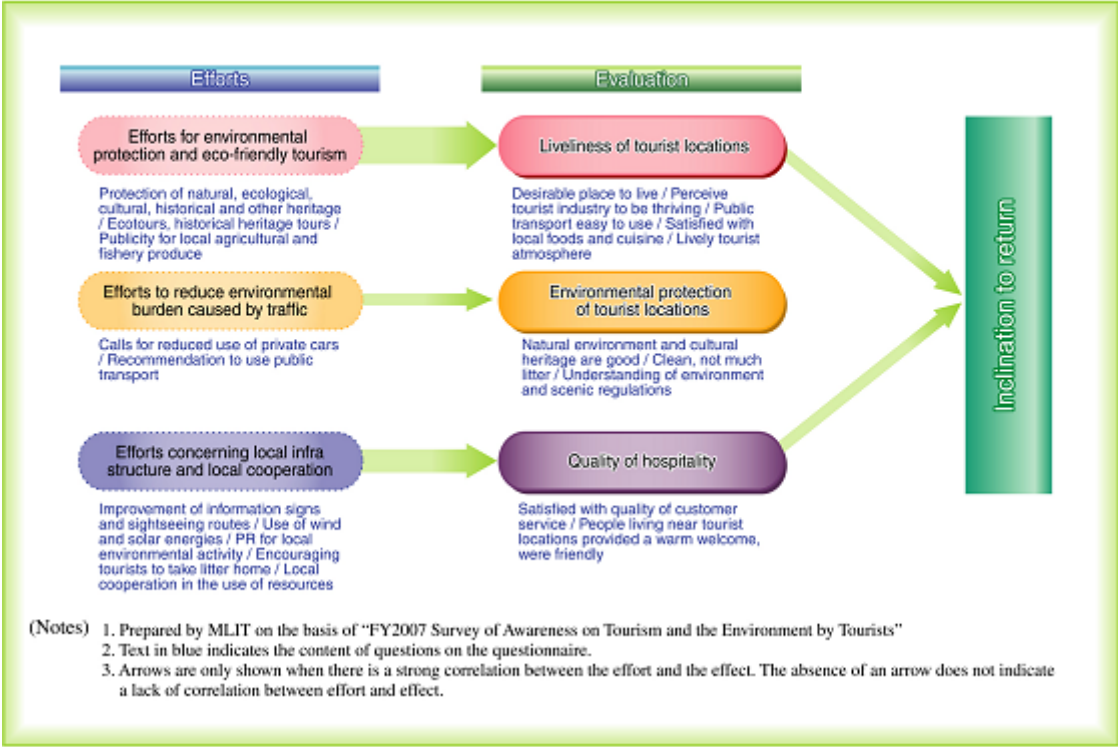 Efforts
Evaluation
Efforts for environmental
protection and eco-friendly tourism
Liveliness of tourist locations
Protection of natural, ecological,
cultural, historical and other heritage
/ Ecotours, historical heritage tours /
Publicity for local agricultural and
fishery produce
Desirable place to live / Perceive
tourist industry to be thriving / Public
transport easy to use / Satisfied with
local foods and cuisine / Lively tourist
atmosphere
Efforts to reduce environmental
burden caused by traffic
Environmental protection
of tourist locations
Calls for reduced use of private cars
/ Recommendation to use public
transport
Natural environment and cultural
heritage are good / Clean, not much
litter / Understanding of environment
and scenic regulations
Efforts concerning local infra
structure and local cooperation
Quality of hospitality
Improvement of information signs
and sightseeing routes / Use of wind
and solar energies / PR for local
environmental activity / Encouraging
tourists to take litter home / Local
cooperation in the use of resources
Satisfied with quality of customer
service / People living near tourist
locations provided a warm welcome,
were friendly
Inclination to return
(Notes) 1. Prepared by MLIT on the basis of “FY2007 Survey of Awareness on Tourism and the Environment by Tourists”
2. Text in blue indicates the content of questions on the questionnaire.
3. Arrows are only shown when there is a strong correlation between the effort and the effect. The absence of an arrow does not indicate
a lack of correlation between effort and effect.